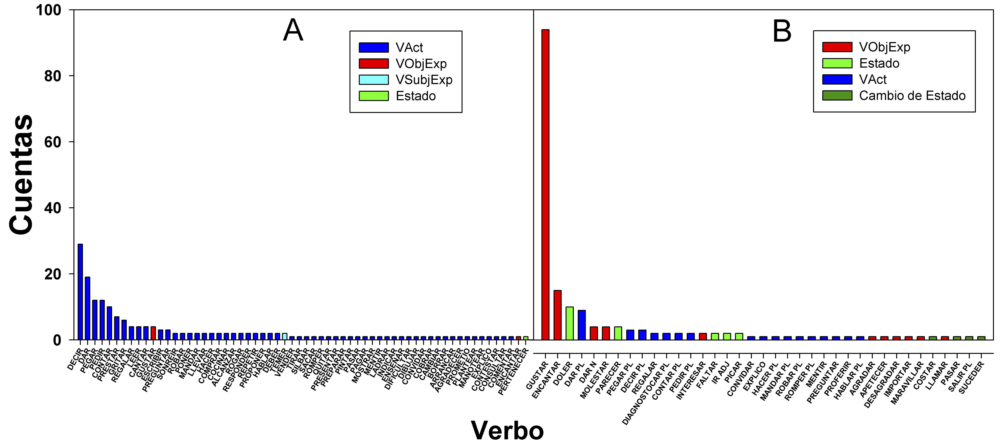 Cuentas
100
80
60
40
20
0
A
VAct
VObjExp
VSubjExp
Estado
B
VObjExp
Estado
VAct
Cambio de Estado
DECIR
DAR
PEGAR
PEDIR
CONTAR
PRESTAR
GRITAR
REGALAR
LEER
CANTAR
GUSTAR
ESCRIBIR
PREGUNTAR
SONREIR
ROBAR
PONER
MANDAR
LLEVAR
HACER
COMPRAR
COCINAR
ALCANZAR
ROGAR
RESPONDER
REPETIR
PROPONER
HABLAR
DEBER
TEMER
VENDER
TIRAR
SILBAR
SACAR
ROMPER
QUITAR
PRESENTAR
PREPARAR
PINTAR
PASAR
PAGAR
MOSTRAR
MENTIR
LADRAR
INDICAR
ENSENAR
DIFICULTAR
DIBUJAR
CONVIDAR
COBRAR
CAMBIAR
BORRAR
ARRANCAR
AGRADECER
PROMETIO
PLANTEAR
MANOTEAR
EXPLICO
CONTESTAR
CONSULTAR
COMENTAR
ENCANTAR
PERTENECER
GUSTAR
ENCANTAR
DOLER
DAR PL
DAR N
MOLESTAR
PARECER
PEGAR PL
DECIR PL
REGALAR
DIAGNOSTOCAR PL
CONTAR PL
PEDIR PL
INTERESAR
FALTAR
IR ADJ
PICAR
CONVIDAR
EXPLICO
HACER PL
MANDAR PL
ROBAR PL
ROMPER PL
MENTIR
PREGUNTAR
PROFERIR
HABLAR PL
AGRADAR
APETECER
DESAGRADAR
IMPORTAR
MARAVILLAR
COSTAR
LLAMAR
PASAR
SALIR PL
SUCEDER
Verbo